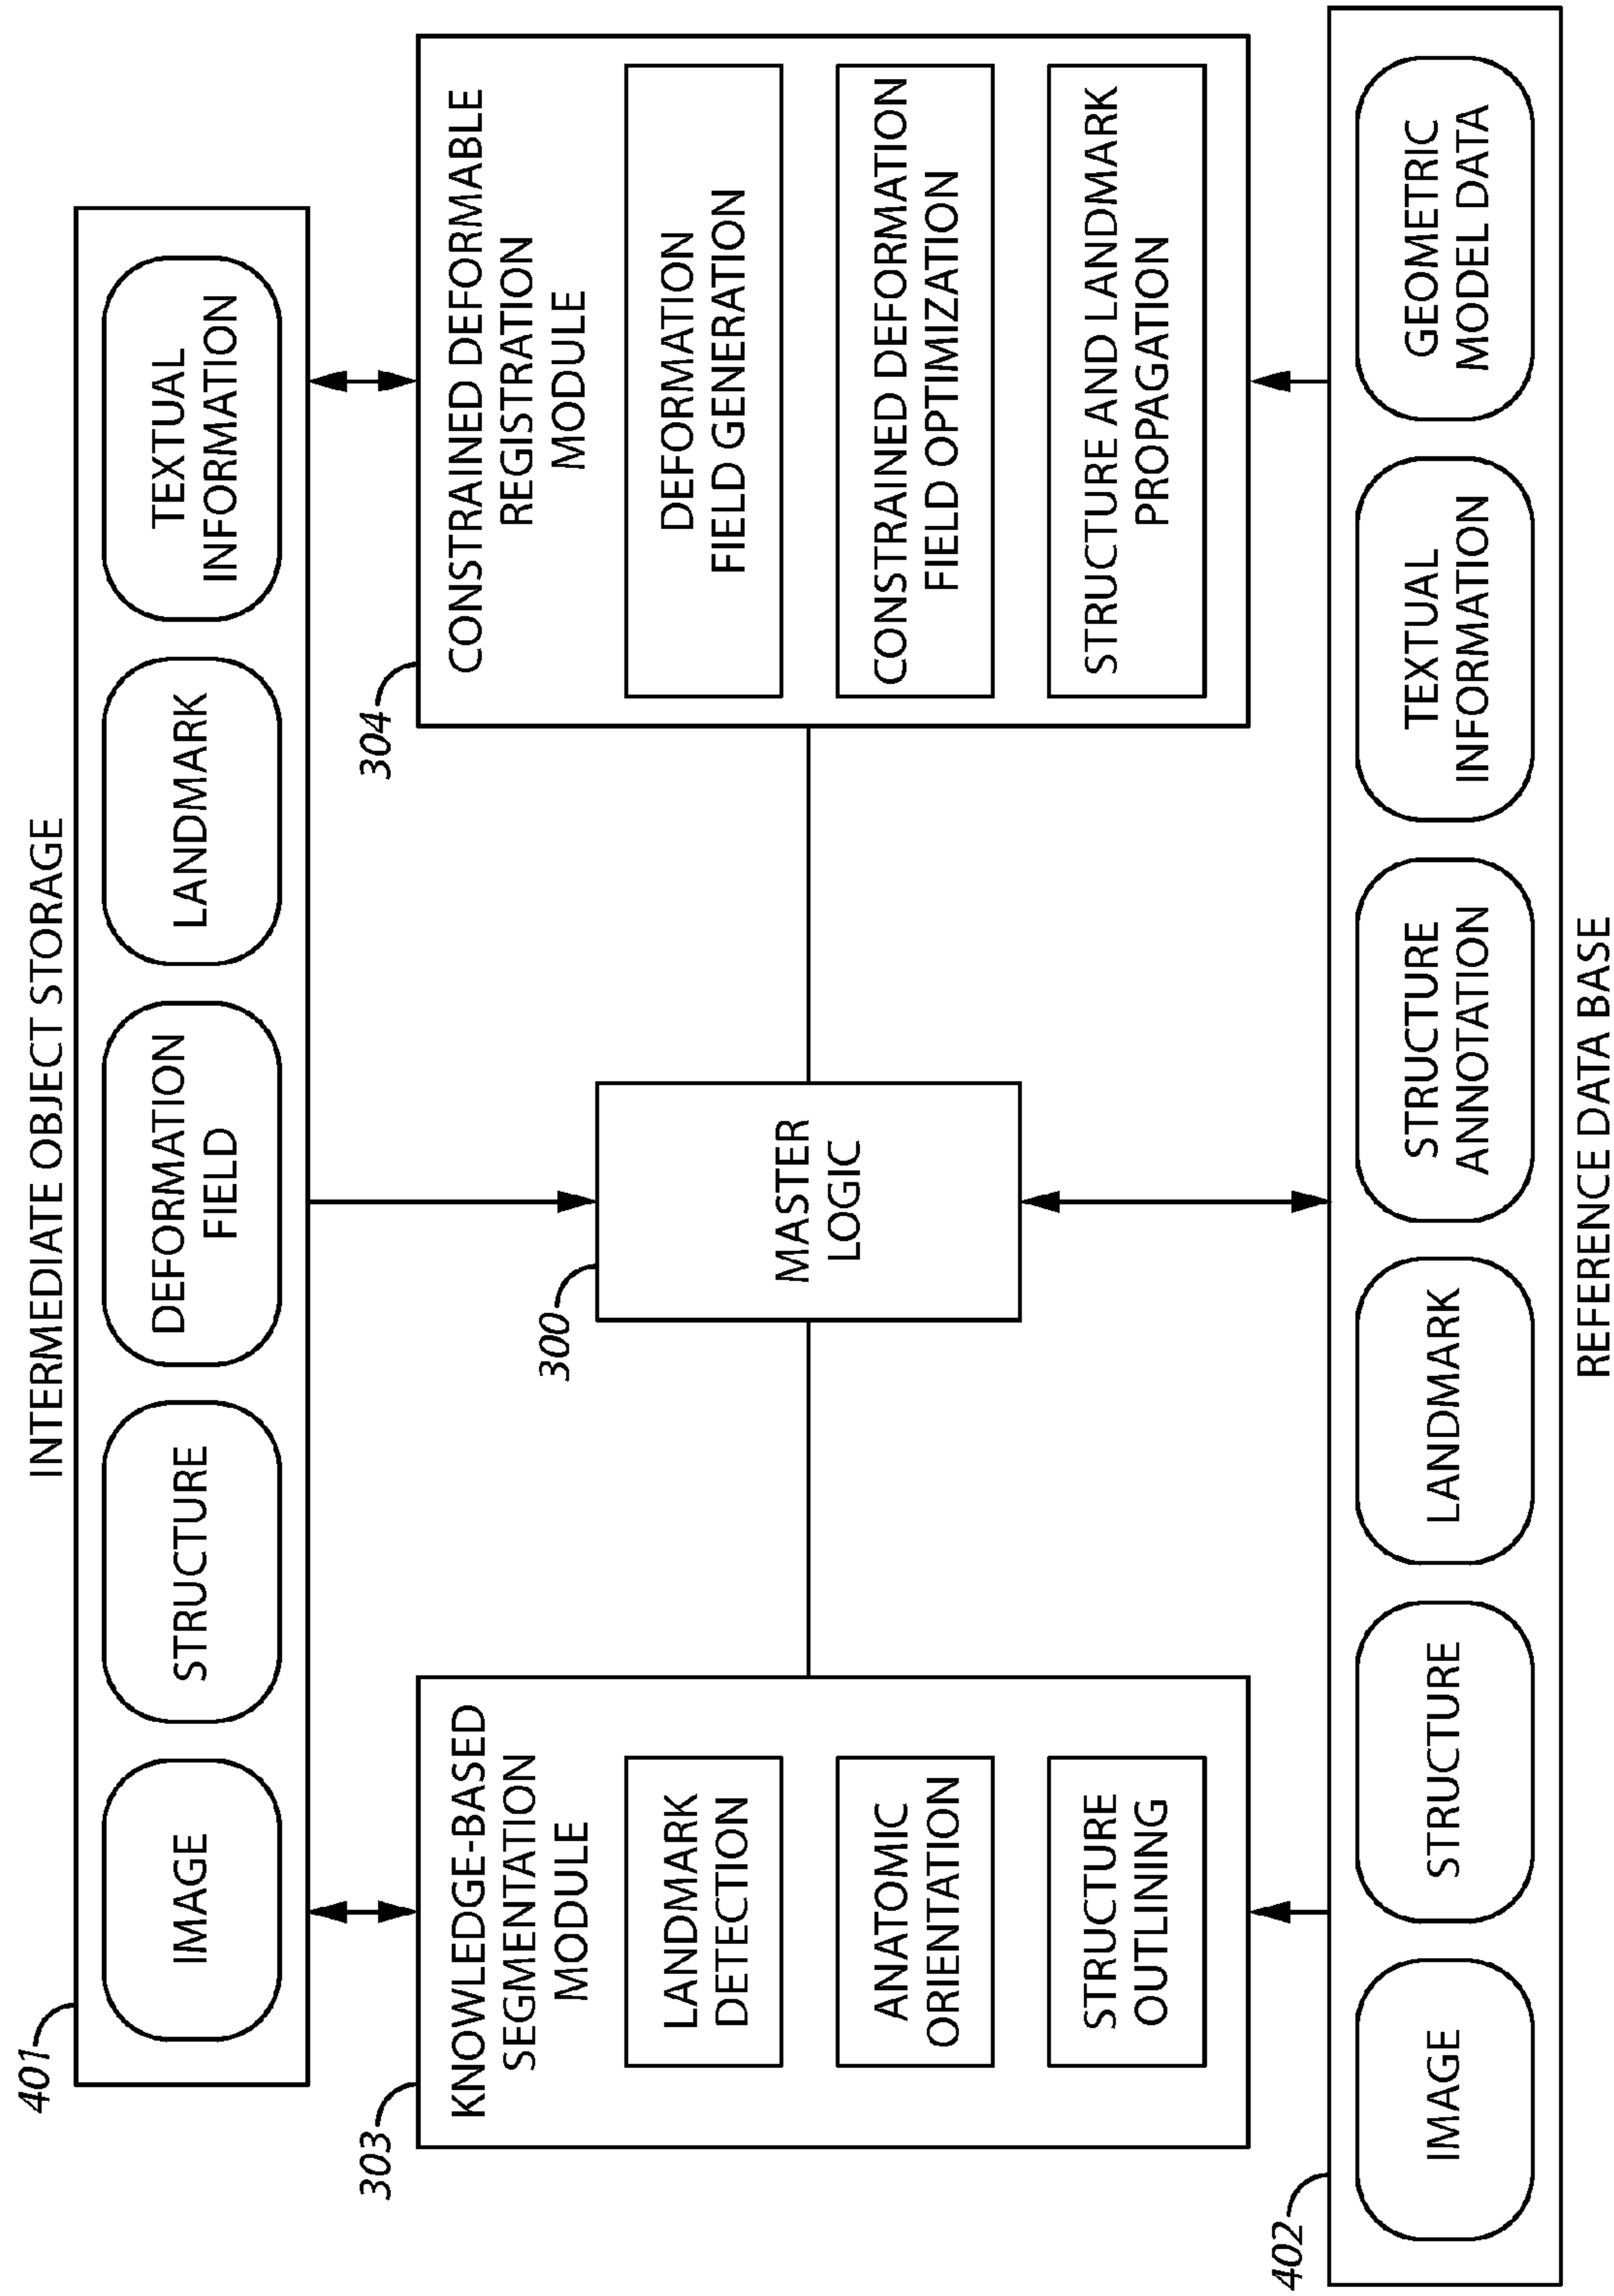 INTERMEDIATE OBJECT STORAGE
401
IMAGE
STRUCTURE
DEFORMATION
FIELD
LANDMARK
TEXTUAL
INFORMATION
303
KNOWLEDGE-BASED
SEGMENTATION
MODULE
LANDMARK
DETECTION
ANATOMIC
ORIENTATION
STRUCTURE
OUTLINING
300
MASTER
LOGIC
304
CONSTRAINED DEFORMABLE
REGISTRATION
MODULE
DEFORMATION
FIELD GENERATION
CONSTRAINED DEFORMATION
FIELD OPTIMIZATION
STRUCTURE AND LANDMARK
PROPAGATION
402
IMAGE
STRUCTURE
LANDMARK
STRUCTURE
ANNOTATION
TEXTUAL
INFORMATION
GEOMETRIC
MODEL DATA
REFERENCE DATA BASE